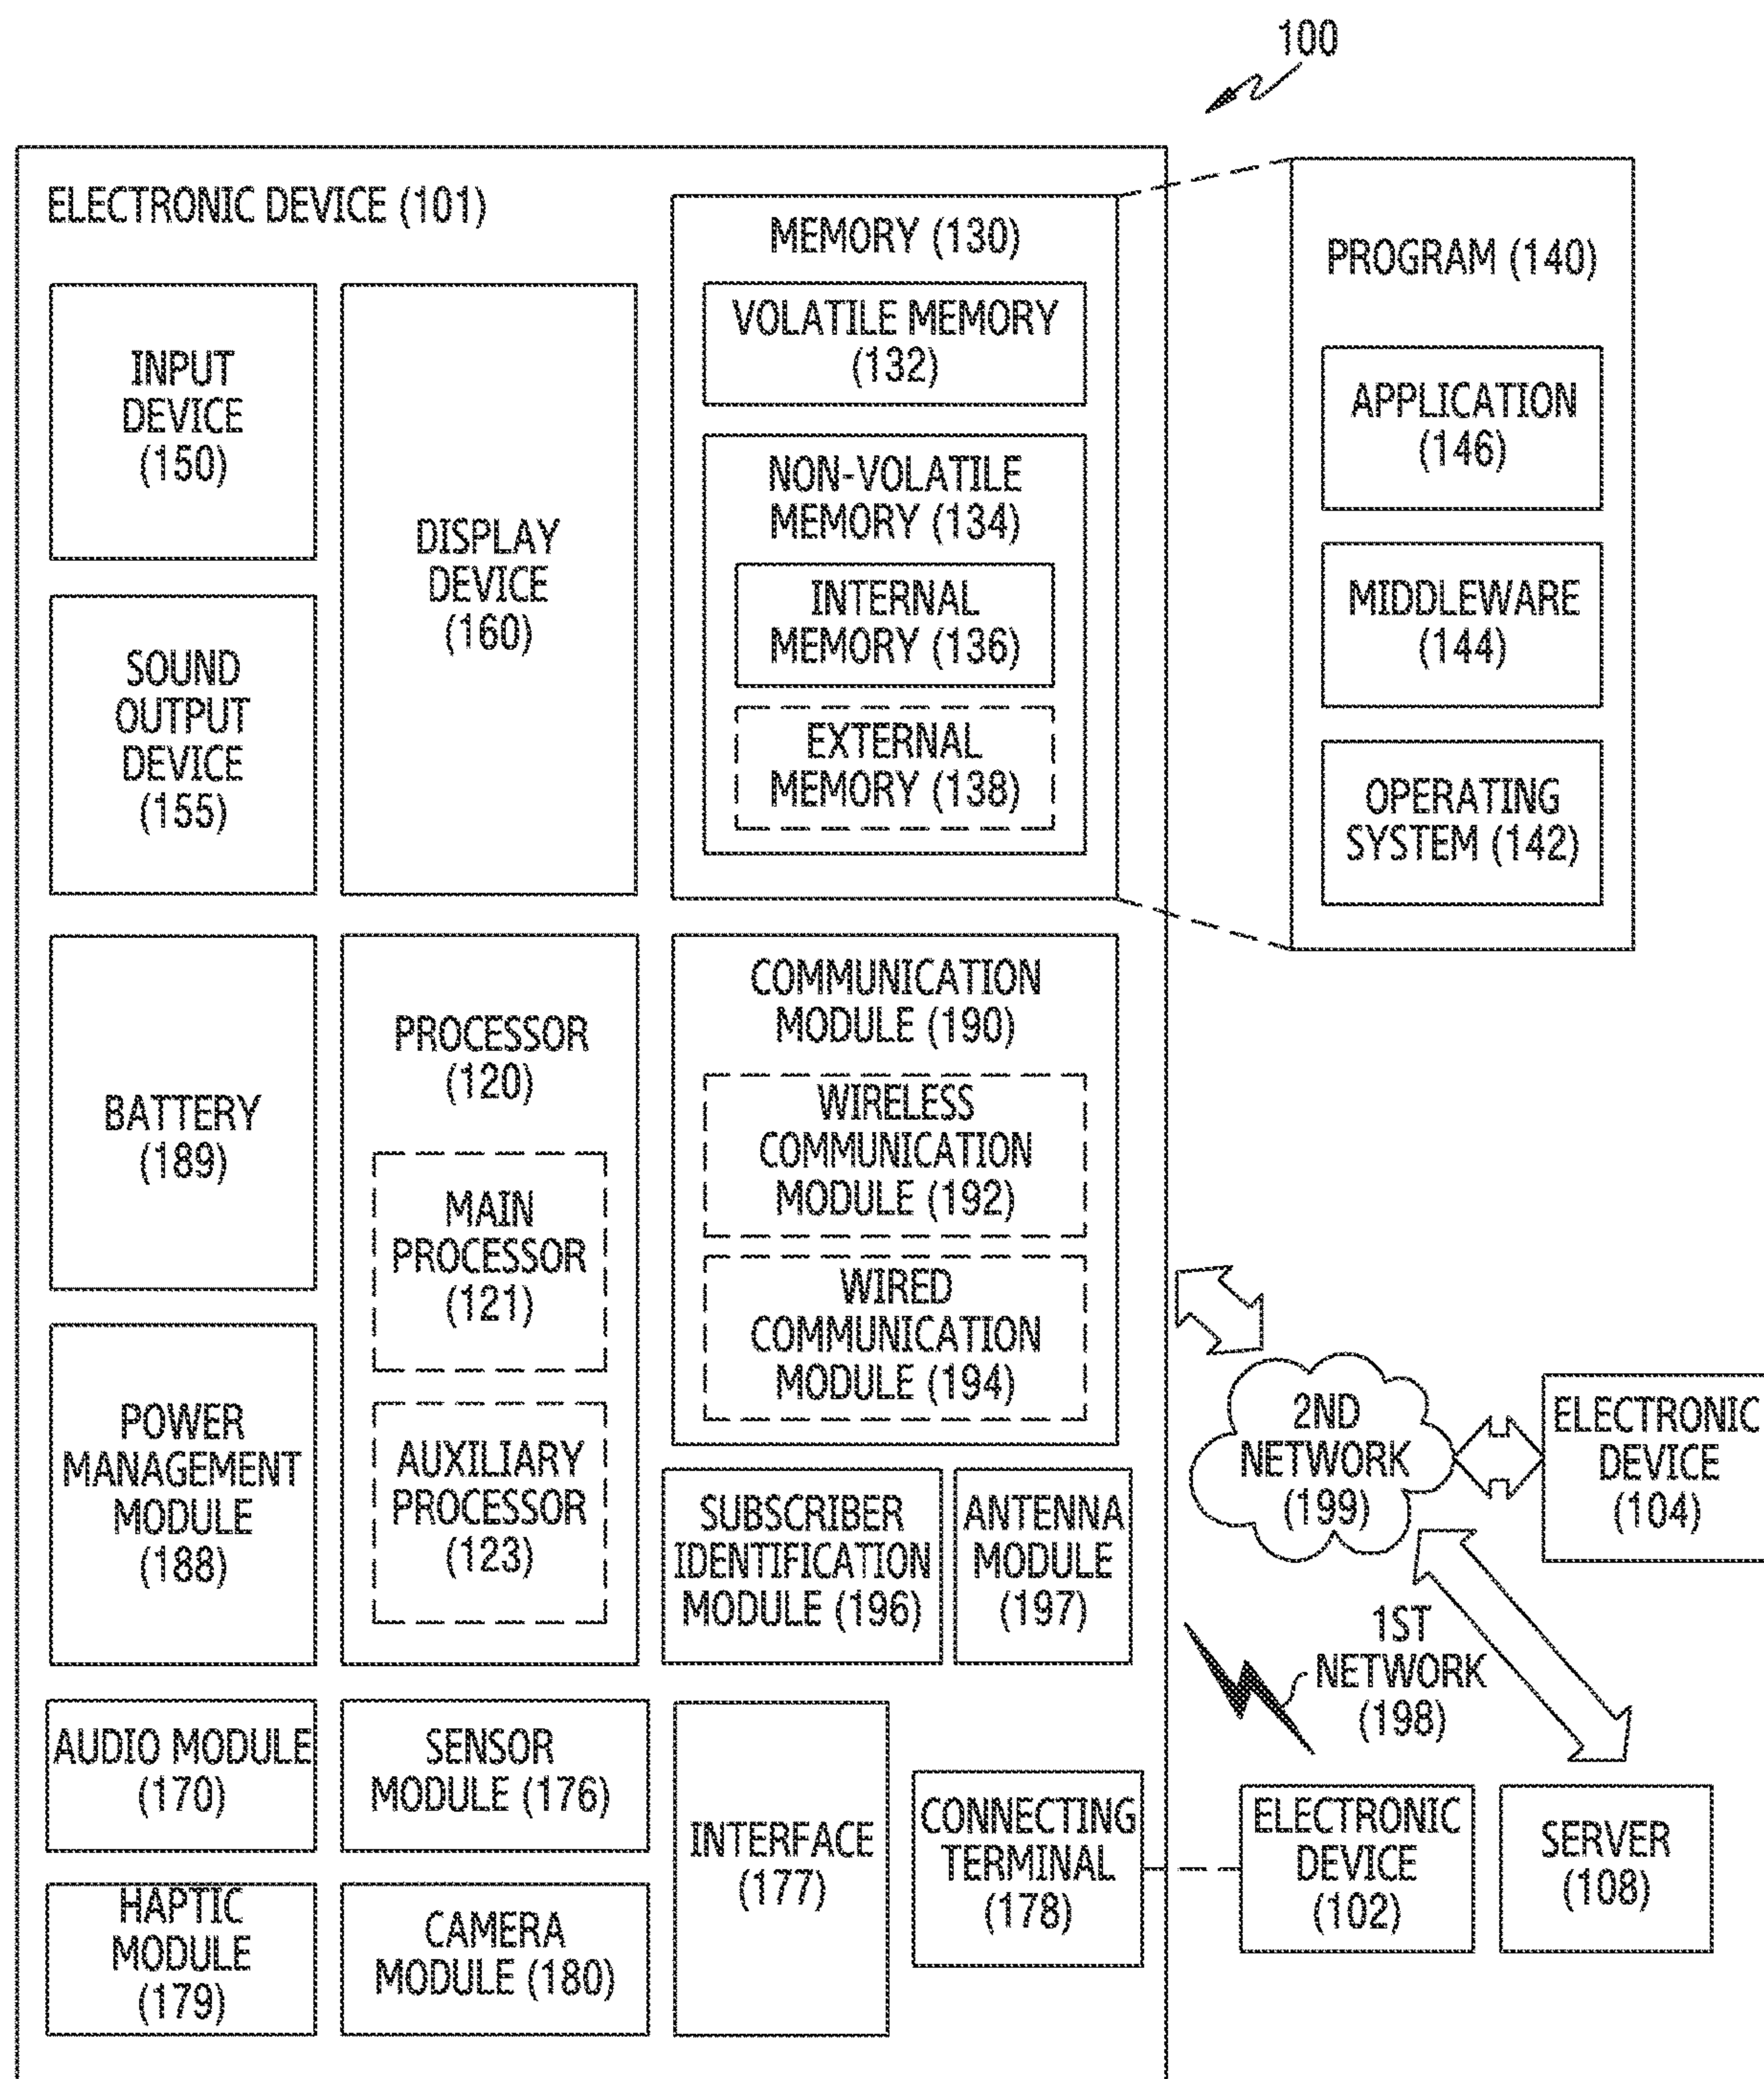 100
ELECTRONIC DEVICE (101)
INPUT
DEVICE
(150)
SOUND
OUTPUT
DEVICE
(155)
DISPLAY
DEVICE
(160)
MEMORY (130)
VOLATILE MEMORY
(132)
NON-VOLATILE
MEMORY (134)
INTERNAL
MEMORY (136)
EXTERNAL
MEMORY (138)
PROGRAM (140)
APPLICATION
(146)
MIDDLEWARE
(144)
OPERATING
SYSTEM (142)
BATTERY
(189)
POWER
MANAGEMENT
MODULE
(188)
PROCESSOR
(120)
MAIN
PROCESSOR
(121)
AUXILIARY
PROCESSOR
(123)
COMMUNICATION
MODULE (190)
WIRELESS
COMMUNICATION
MODULE (192)
WIRED
COMMUNICATION
MODULE (194)
SUBSCRIBER
IDENTIFICATION
MODULE (196)
ANTENNA
MODULE
(197)
2ND
NETWORK
(199)
ELECTRONIC
DEVICE
(104)
1ST
NETWORK
(198)
AUDIO MODULE
(170)
SENSOR
MODULE (176)
HAPTIC
MODULE
(179)
CAMERA
MODULE (180)
INTERFACE
(177)
CONNECTING
TERMINAL
(178)
ELECTRONIC
DEVICE
(102)
SERVER
(108)